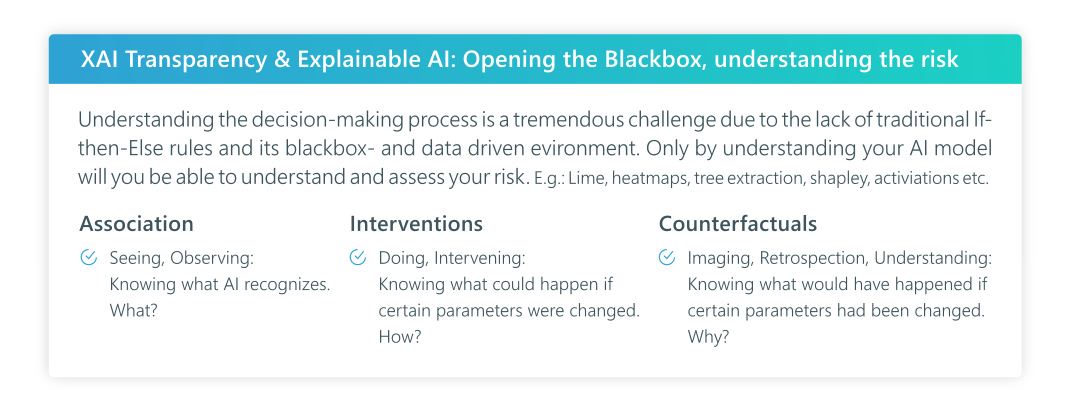 XAI Transparency & Explainable AI: Opening the Blackbox, understanding the risk
Understanding the decision-making process is a tremendous challenge due to the lack of traditional If-
then-Else rules and its blackbox- and data driven evironment. Only by understanding your AI model
will you be able to understand and assess your risk. E.g.: Lime, heatmaps, tree extraction, shapley, activiations etc.
Association
Seeing, Observing:
Knowing what AI recognizes.
What?
Interventions
Doing, Intervening:
Knowing what could happen if
certain parameters were changed.
How?
Counterfactuals
Imaging, Retrospection, Understanding:
Knowing what would have happened if
certain parameters had been changed.
Why?